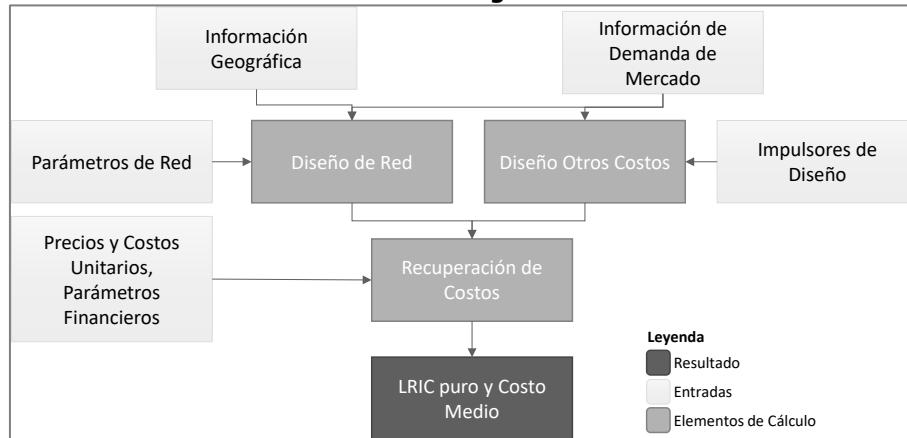 Información
Geográfica
Información de
Demanda de
Mercado
Parámetros de Red
Diseño de Red
Diseño Otros Costos
Impulsores de
Diseño
Precios y Costos
Unitarios,
Parámetros
Financieros
Recuperación de
Costos
LRIC puro y Costo
Medio
Leyenda
Resultado
Entradas
Elementos de Cálculo